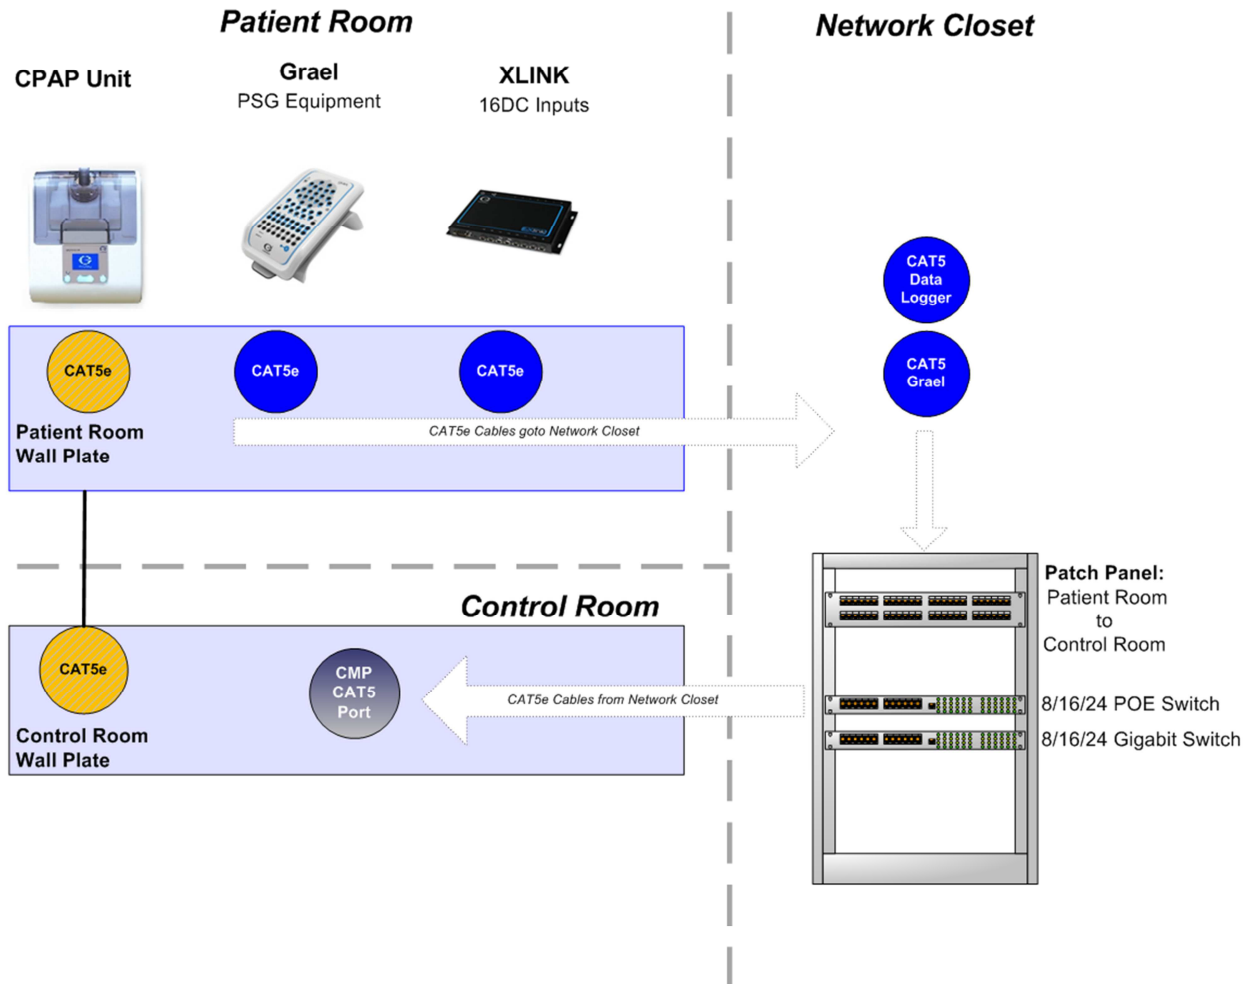 Patient Room
Network Closet
CPAP Unit
Grael
PSG Equipment
XLINK
16DC Inputs
CAT5
Data
Logger
CAT5
Grael
CAT5e
CAT5e
CAT5e
Patient Room
Wall Plate
CAT5e Cables goto Network Closet
Control Room
CAT5e
CMP
CAT5
Port
CAT5e Cables from Network Closet
Control Room
Wall Plate
Patch Panel:
Patient Room
to
Control Room
8/16/24 POE Switch
8/16/24 Gigabit Switch